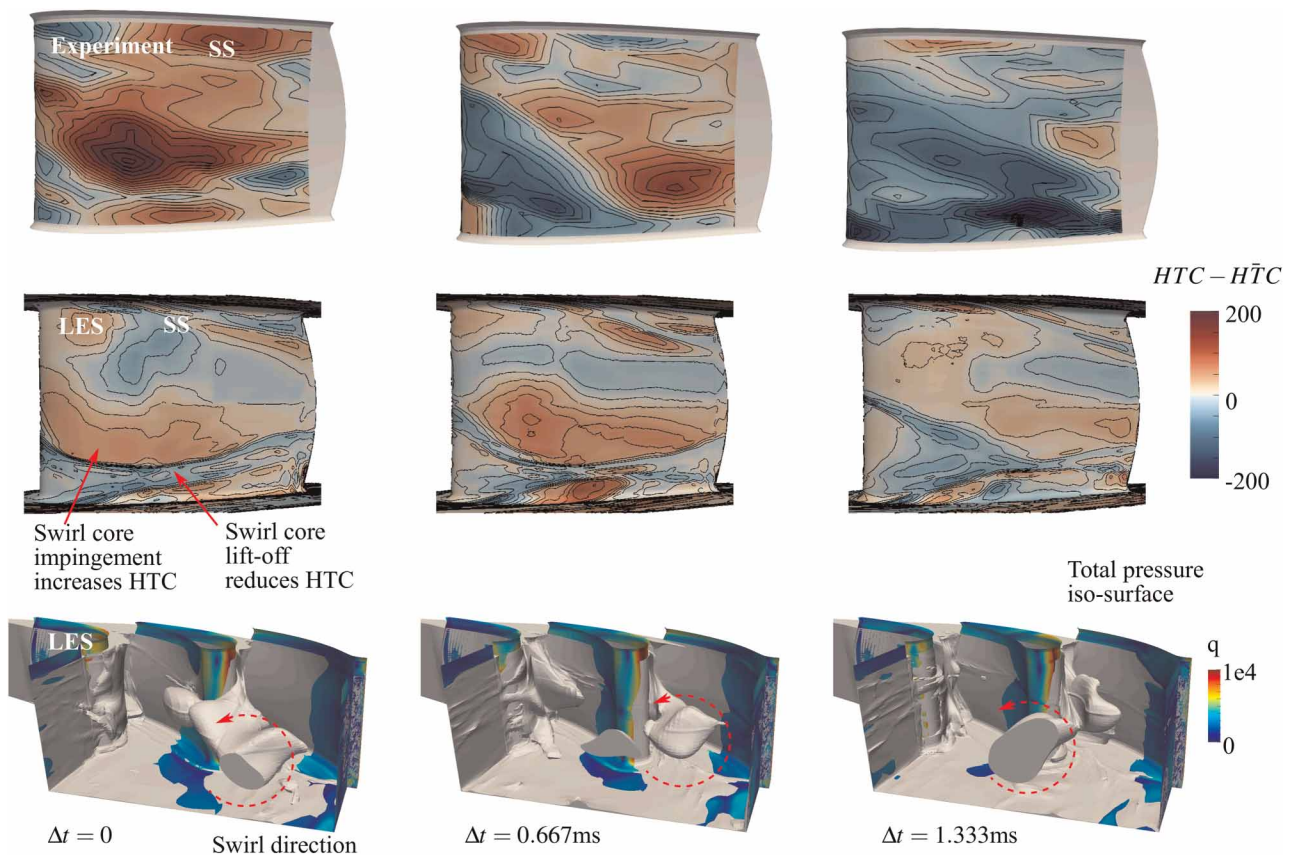 Experiment SS
HTC − HT̄C
200
0
-200
LES SS
Swirl core
impingement
increases HTC
Swirl core
lift-off
reduces HTC
Total pressure
iso-surface
LES
q
1e4
0
Δt = 0
Swirl direction
Δt = 0.667ms
Δt = 1.333ms